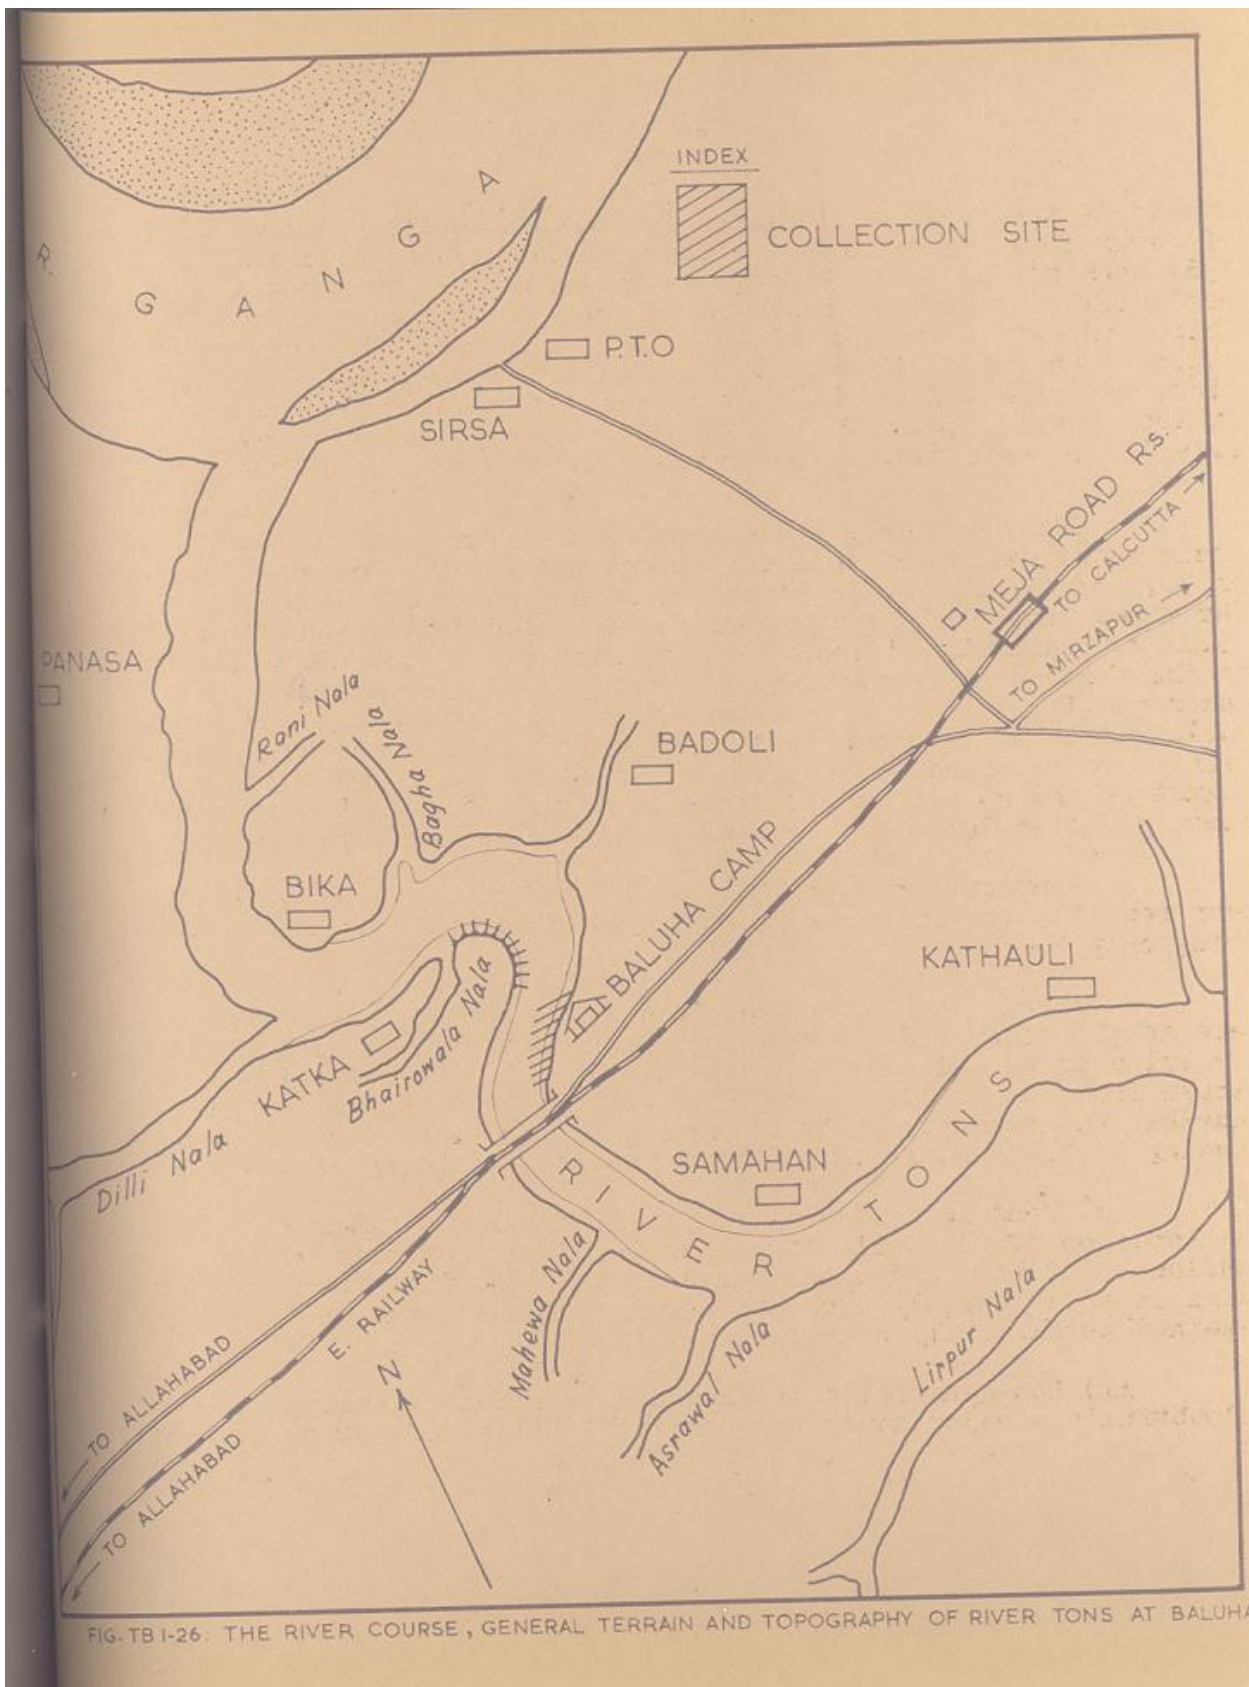 INDEX
COLLECTION SITE
R. GANGA
P.T.O
SIRSA
MEJA ROAD R.s.
TO CALCUTTA
TO MIRZAPUR
PANASA
Rani Nala
Bagha Nala
BADOLI
BIKA
BALUHA CAMP
KATHAULI
KATKA
Bhairowala Nala
Dilli Nala
SAMAHAN
RIVER TONS
Mahewa Nala
Asrawal Nala
Lirpur Nala
E. RAILWAY
TO ALLAHABAD
TO ALLAHABAD
N
FIG-TB 1-26. THE RIVER COURSE, GENERAL TERRAIN AND TOPOGRAPHY OF RIVER TONS AT BALUHA